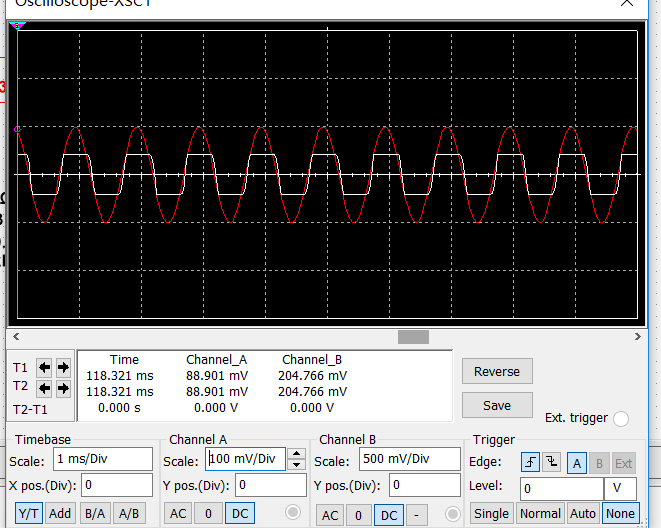 Oscilloscope-XSC1
Time Channel_A Channel_B
T1 118.321 ms 88.901 mV 204.766 mV
T2 118.321 ms 88.901 mV 204.766 mV
T2-T1 0.000 s 0.000 V 0.000 V
Reverse
Save
Ext. trigger
Timebase
Scale: 1 ms/Div
X pos.(Div): 0
Y/T Add B/A A/B
Channel A
Scale: 100 mV/Div
Y pos.(Div): 0
AC 0 DC
Channel B
Scale: 500 mV/Div
Y pos.(Div): 0
AC 0 DC -
Trigger
Edge: A B Ext
Level: 0 V
Single Normal Auto None